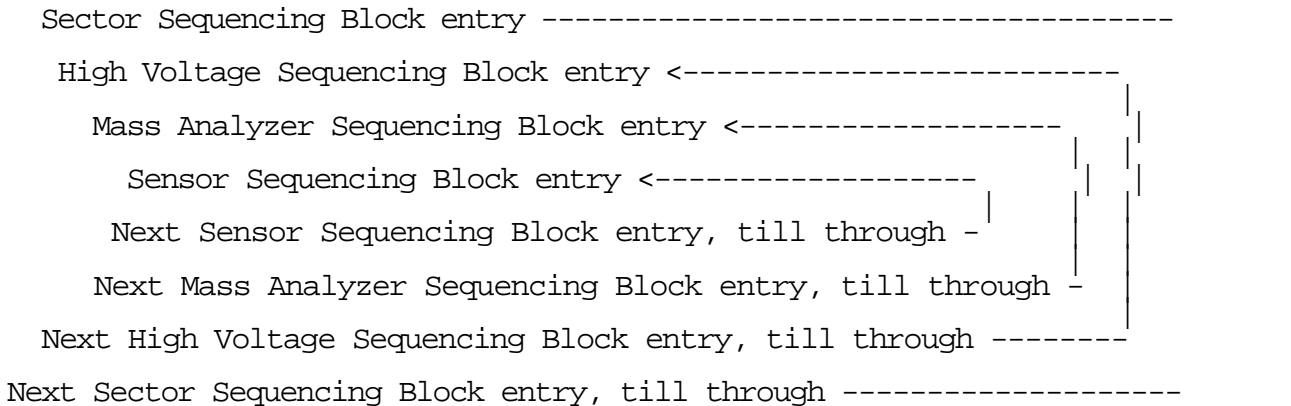 Sector Sequencing Block entry -------------------------------------
High Voltage Sequencing Block entry <--------------------------
|
Mass Analyzer Sequencing Block entry <------------------- |
| |
Sensor Sequencing Block entry <------------------- | |
| | |
Next Sensor Sequencing Block entry, till through - | |
| |
Next Mass Analyzer Sequencing Block entry, till through - |
|
Next High Voltage Sequencing Block entry, till through --------
Next Sector Sequencing Block entry, till through --------------------